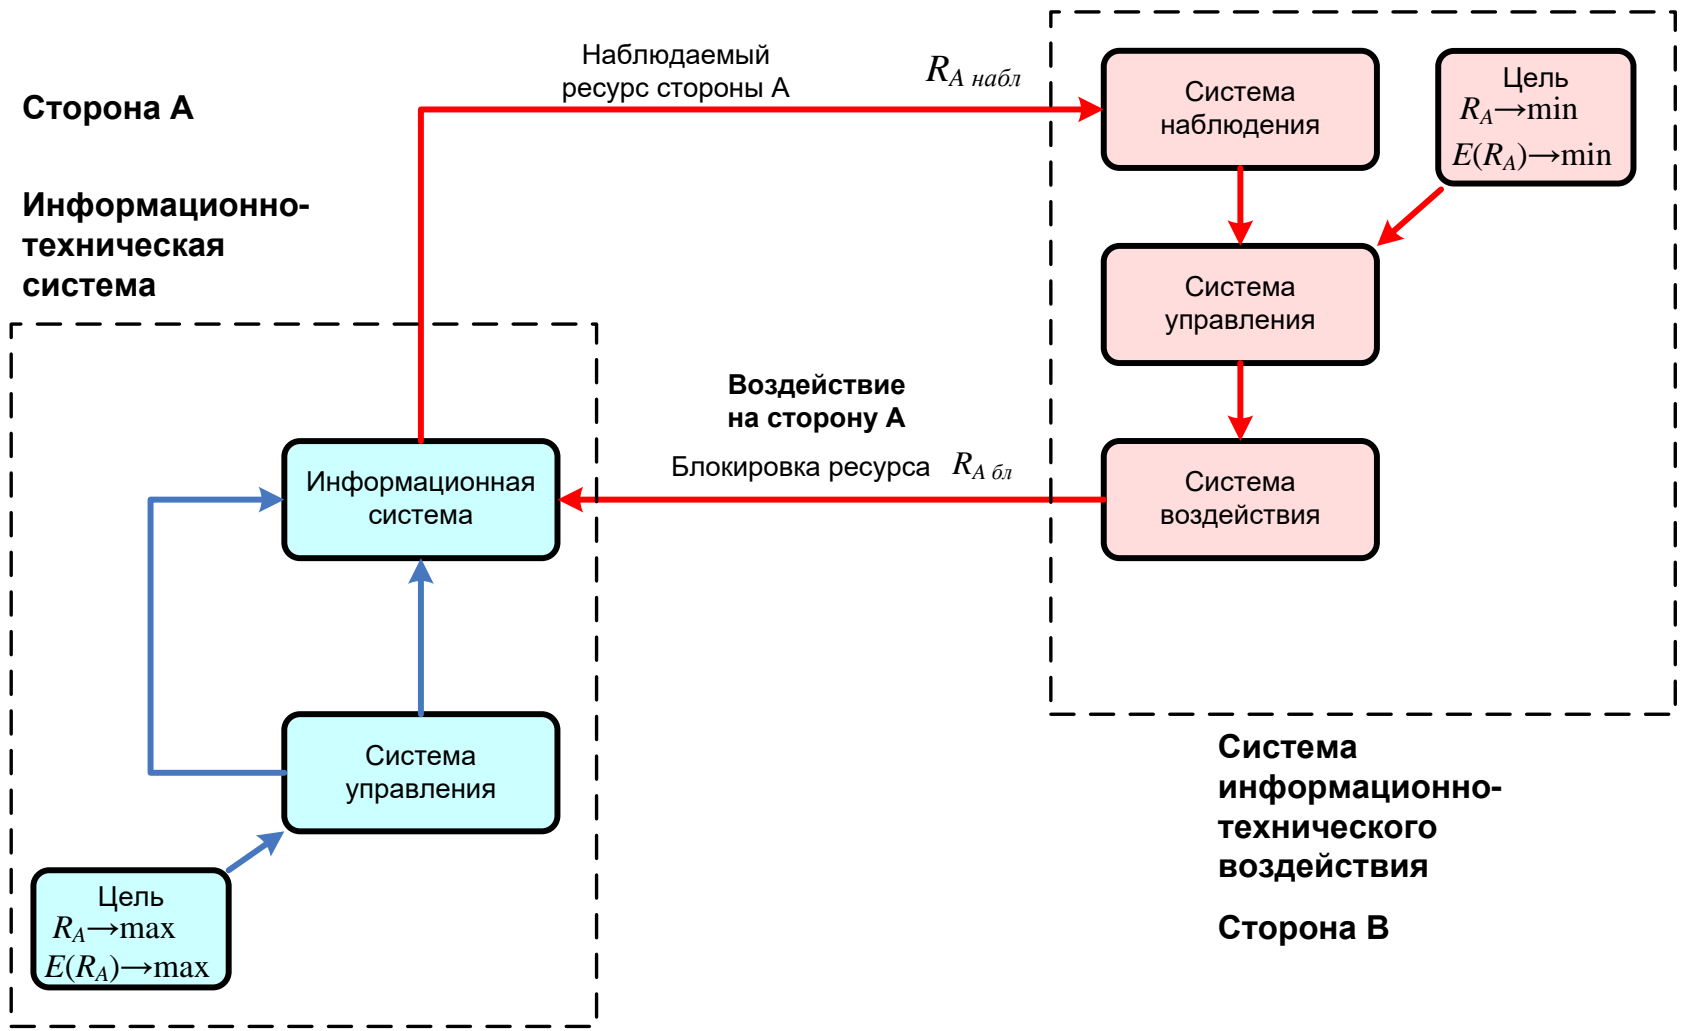 Сторона А
Информационно-
техническая
система
Наблюдаемый
ресурс стороны А
R_A набл
Система
наблюдения
Цель
R_A→min
E(R_A)→min
Система
управления
Воздействие
на сторону А
Блокировка ресурса R_A бл
Система
воздействия
Информационная
система
Система
управления
Цель
R_A→max
E(R_A)→max
Система
информационно-
технического
воздействия
Сторона В